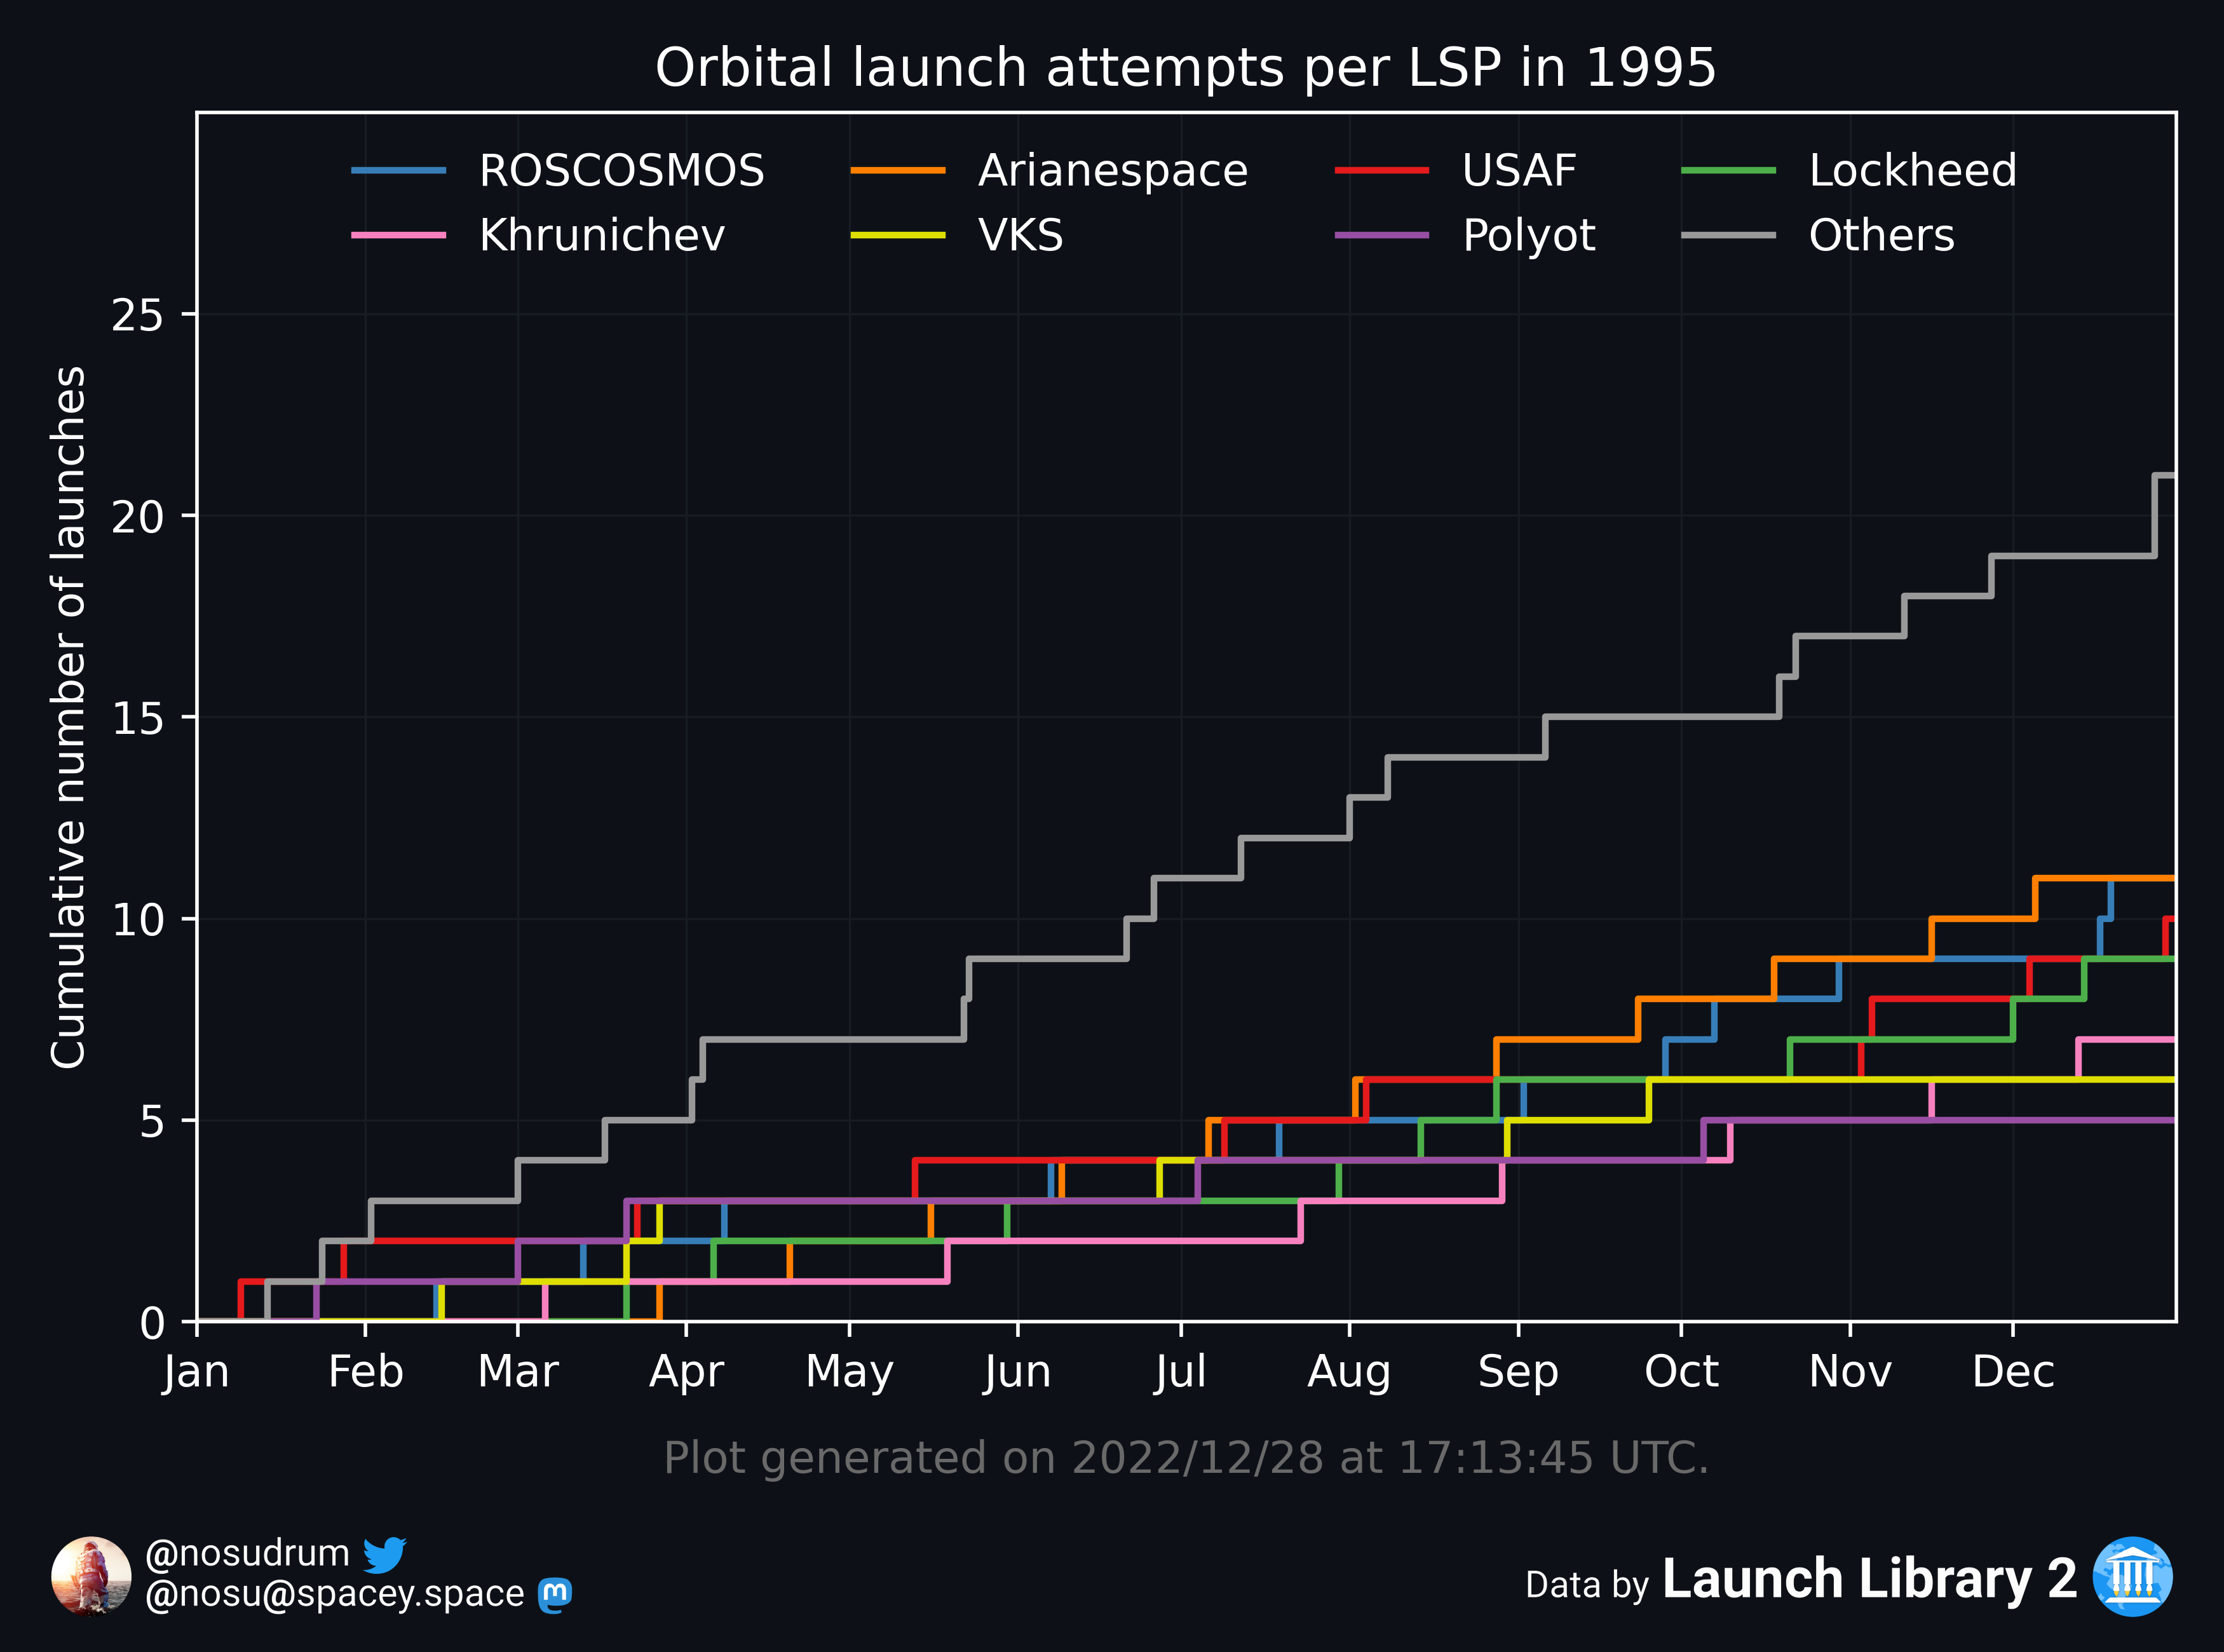 Orbital launch attempts per LSP in 1995
ROSCOSMOS Arianespace USAF Lockheed
Khrunichev VKS Polyot Others
Cumulative number of launches
25
20
15
10
5
0
Jan Feb Mar Apr May Jun Jul Aug Sep Oct Nov Dec
Plot generated on 2022/12/28 at 17:13:45 UTC.
@nosudrum
@nosu@spacey.space
Data by Launch Library 2